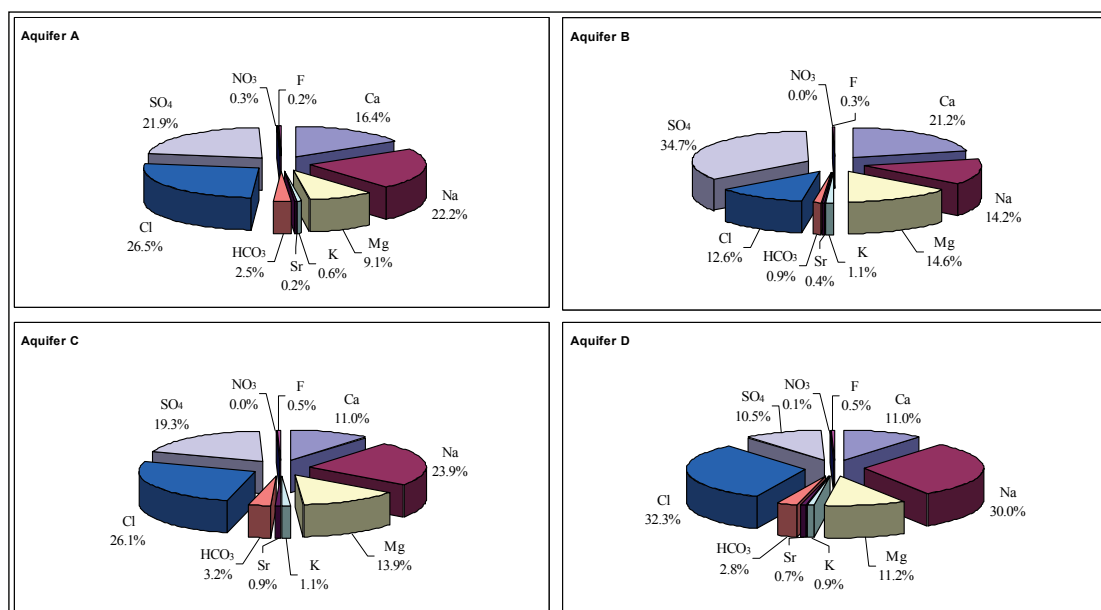 Aquifer A
NO₃
0.3%
F
0.2%
Ca
16.4%
SO₄
21.9%
Na
22.2%
Cl
26.5%
HCO₃
2.5%
Sr
0.2%
K
0.6%
Mg
9.1%
Aquifer B
NO₃
0.0%
F
0.3%
Ca
21.2%
SO₄
34.7%
Na
14.2%
Cl
12.6%
HCO₃
0.9%
Sr
0.4%
K
1.1%
Mg
14.6%
Aquifer C
NO₃
0.0%
F
0.5%
Ca
11.0%
SO₄
19.3%
Na
23.9%
Cl
26.1%
HCO₃
3.2%
Sr
0.9%
K
1.1%
Mg
13.9%
Aquifer D
NO₃
0.1%
F
0.5%
Ca
11.0%
SO₄
10.5%
Na
30.0%
Cl
32.3%
HCO₃
2.8%
Sr
0.7%
K
0.9%
Mg
11.2%